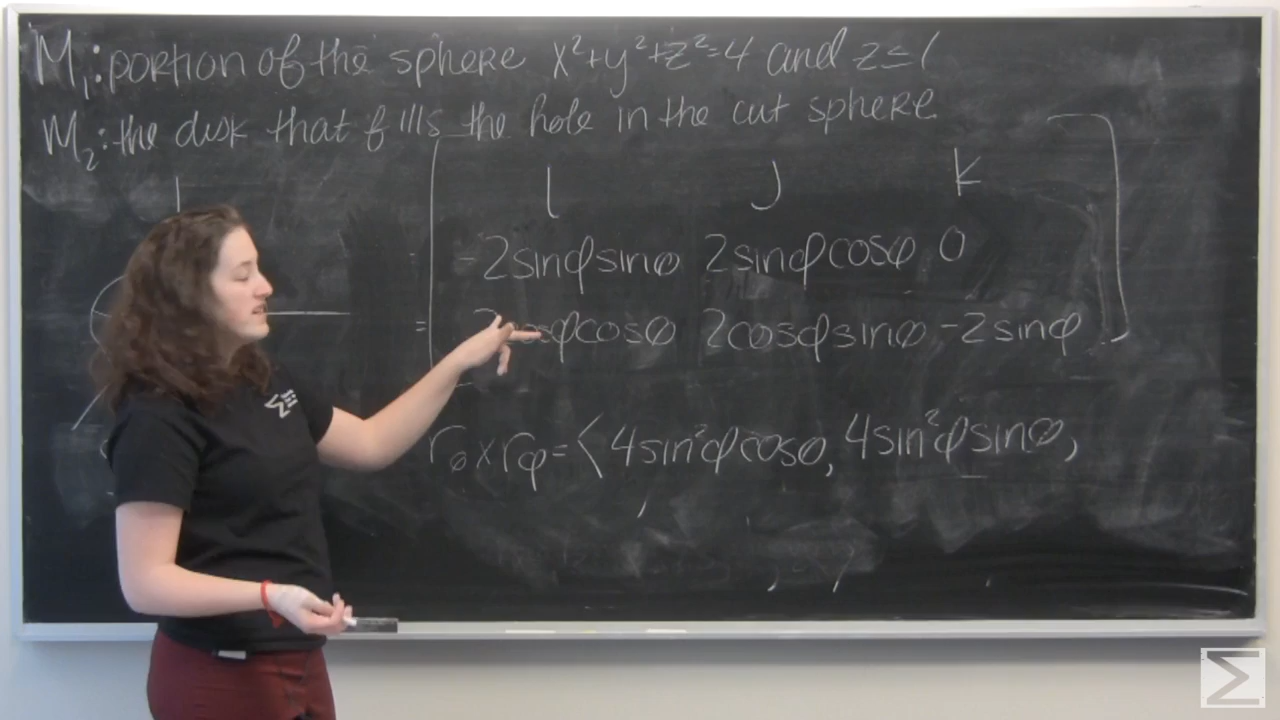 M₁: portion of the sphere x²+y²+z²=4 and z≤1
M₂: the disk that fills the hole in the cut sphere
i j k
-2sinφsinθ 2sinφcosφ 0
= 2cosφcosθ 2cosφsinθ -2sinφ
r_θ × r_φ = ⟨4sin²φcosθ, 4sin²φsinθ,
Σ